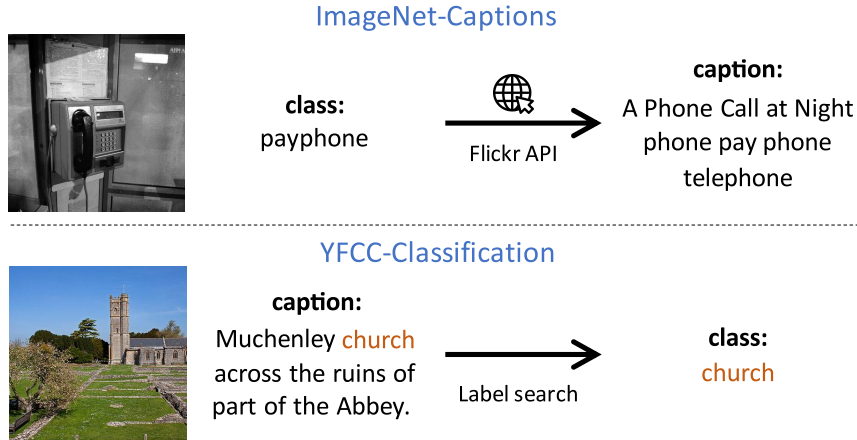 ImageNet-Captions
class:
payphone
Flickr API
caption:
A Phone Call at Night
phone pay phone
telephone
YFCC-Classification
caption:
Muchenley church
across the ruins of
part of the Abbey.
Label search
class:
church